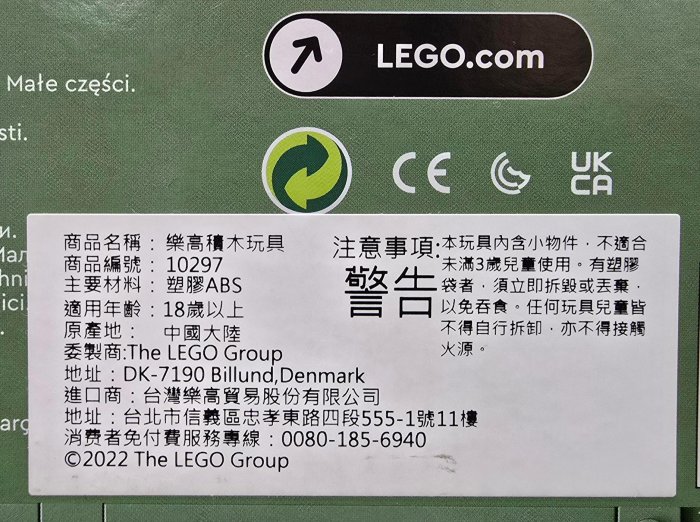 LEGO.com
Małe części.
sti.
CE
UK
CA
и.
商品名稱：樂高積木玩具
商品編號：10297
主要材料：塑膠ABS
適用年齡：18歲以上
原產地： 中國大陸
委製商:The LEGO Group
地址：DK-7190 Billund,Denmark
進口商：台灣樂高貿易股份有限公司
地址：台北市信義區忠孝東路四段555-1號11樓
消費者免付費服務專線：0080-185-6940
©2022 The LEGO Group
注意事項:
警告
本玩具內含小物件，不適合
未滿3歲兒童使用。有塑膠
袋者，須立即拆毀或丟棄，
以免吞食。任何玩具兒童皆
不得自行拆卸，亦不得接觸
火源。